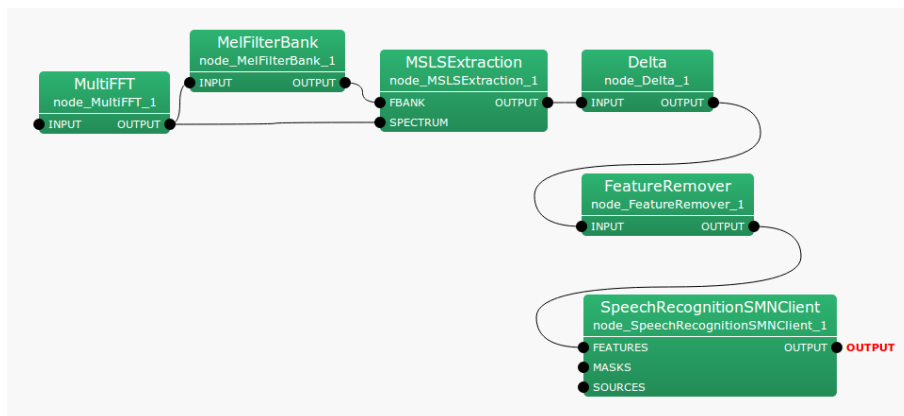 MultiFFT
node_MultiFFT_1
INPUT OUTPUT
MelFilterBank
node_MelFilterBank_1
INPUT OUTPUT
MSLSExtraction
node_MSLSExtraction_1
FBANK OUTPUT
SPECTRUM
Delta
node_Delta_1
INPUT OUTPUT
FeatureRemover
node_FeatureRemover_1
INPUT OUTPUT
SpeechRecognitionSMNClient
node_SpeechRecognitionSMNClient_1
FEATURES OUTPUT OUTPUT
MASKS
SOURCES